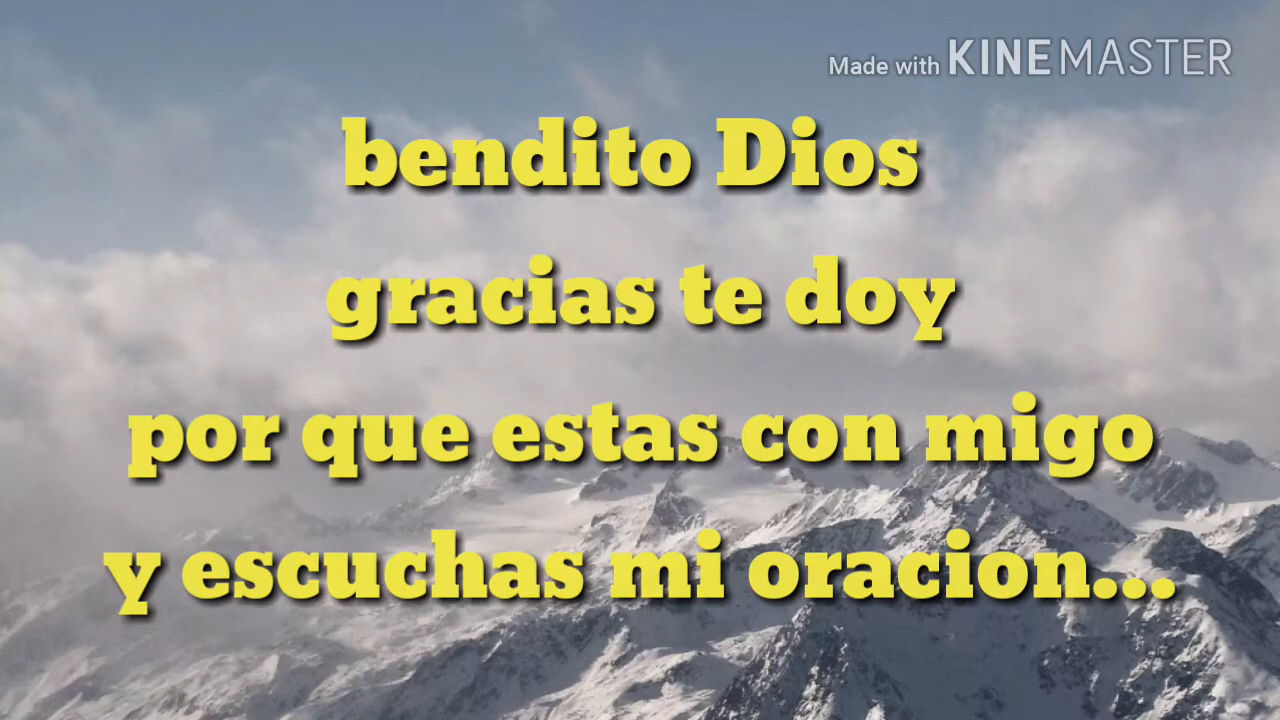 Made with KINEMASTER
bendito Dios
gracias te doy
por que estas con migo
y escuchas mi oracion...